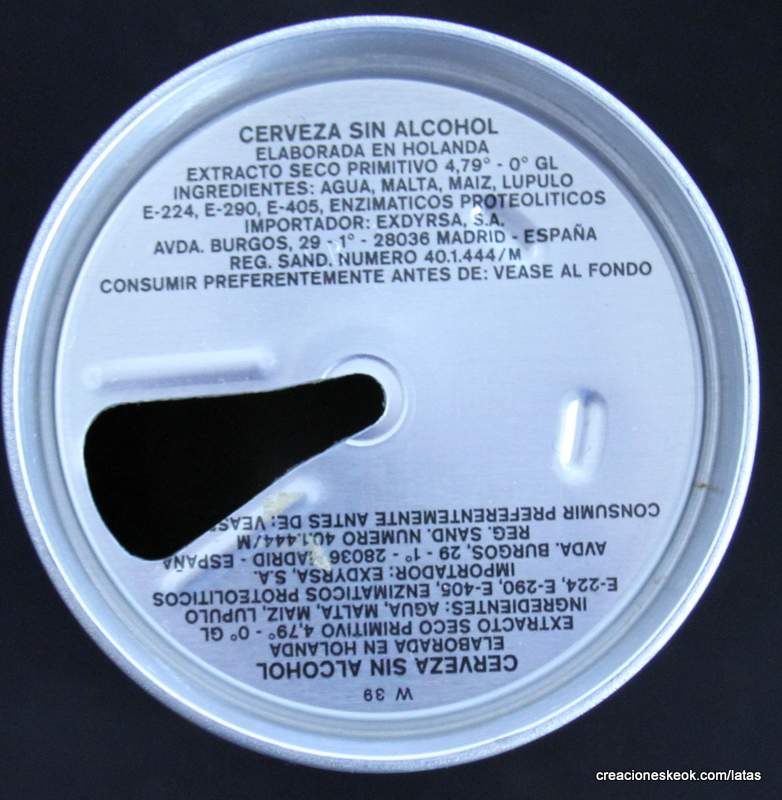 CERVEZA SIN ALCOHOL
ELABORADA EN HOLANDA
EXTRACTO SECO PRIMITIVO 4,79° - 0° GL
INGREDIENTES: AGUA, MALTA, MAIZ, LUPULO
E-224, E-290, E-405, ENZIMATICOS PROTEOLITICOS
IMPORTADOR: EXDYRSA, S.A.
AVDA. BURGOS, 29 - 1° - 28036 MADRID - ESPAÑA
REG. SAND. NUMERO 40.1.444/M
CONSUMIR PREFERENTEMENTE ANTES DE: VEASE AL FONDO
W 39
CERVEZA SIN ALCOHOL
ELABORADA EN HOLANDA
EXTRACTO SECO PRIMITIVO 4,79° - 0° GL
INGREDIENTES: AGUA, MALTA, MAIZ, LUPULO
E-224, E-290, E-405, ENZIMATICOS PROTEOLITICOS
IMPORTADOR: EXDYRSA, S.A.
AVDA. BURGOS, 29 - 1° - 28036 MADRID - ESPAÑA
REG. SAND. NUMERO 40.1.444/M
CONSUMIR PREFERENTEMENTE ANTES DE:
creacioneskeok.com/latas